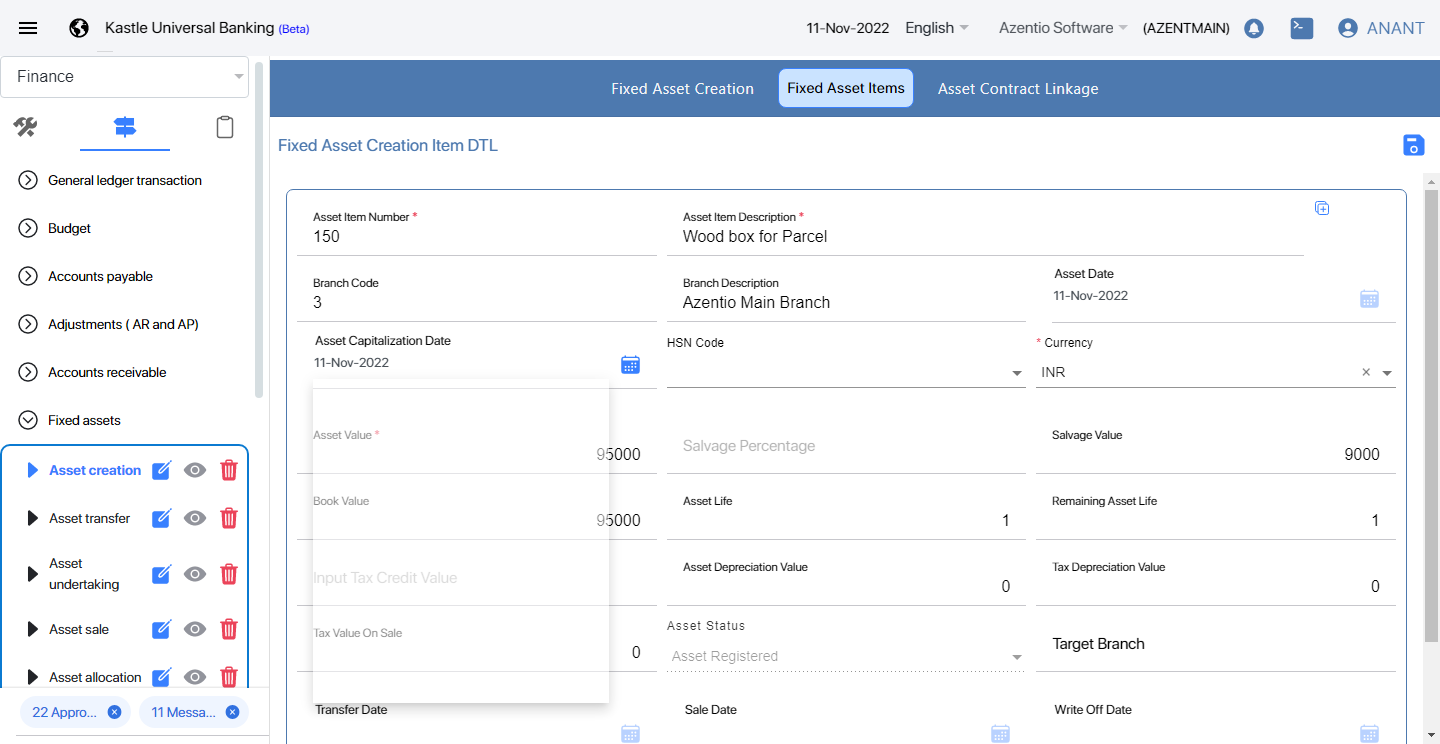 Kastle Universal Banking (Beta)
11-Nov-2022 English Azentio Software (AZENTMAIN) ANANT
Finance
Fixed Asset Creation Fixed Asset Items Asset Contract Linkage
Fixed Asset Creation Item DTL
General ledger transaction
Budget
Accounts payable
Adjustments ( AR and AP)
Accounts receivable
Fixed assets
Asset creation
Asset transfer
Asset
undertaking
Asset sale
Asset allocation
22 Appro... 11 Messa...
Asset Item Number *
150
Asset Item Description *
Wood box for Parcel
Branch Code
3
Branch Description
Azentio Main Branch
Asset Date
11-Nov-2022
Asset Capitalization Date
11-Nov-2022
HSN Code
* Currency
INR
Asset Value *
95000
Salvage Percentage
Salvage Value
9000
Book Value
95000
Asset Life
1
Remaining Asset Life
1
Input Tax Credit Value
Asset Depreciation Value
0
Tax Depreciation Value
0
Tax Value On Sale
0
Asset Status
Asset Registered
Target Branch
Transfer Date
Sale Date
Write Off Date